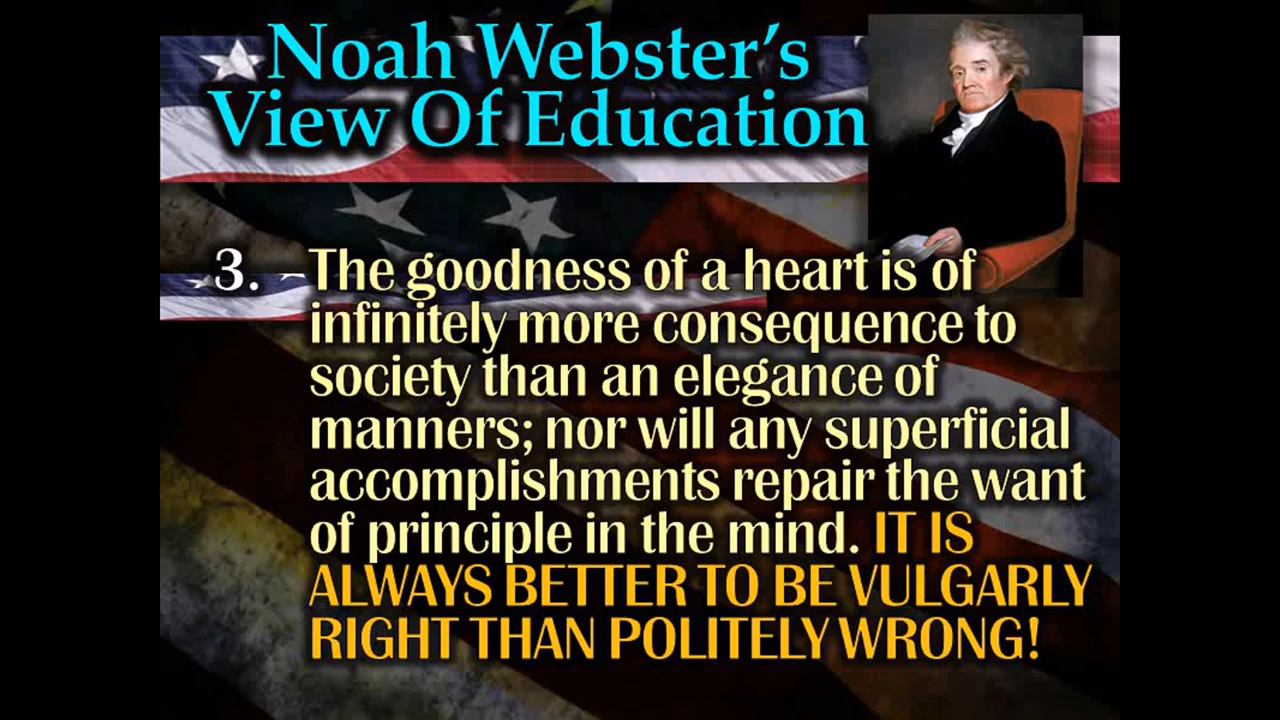 Noah Webster's
View Of Education
3. The goodness of a heart is of
infinitely more consequence to
society than an elegance of
manners; nor will any superficial
accomplishments repair the want
of principle in the mind. IT IS
ALWAYS BETTER TO BE VULGARLY
RIGHT THAN POLITELY WRONG!